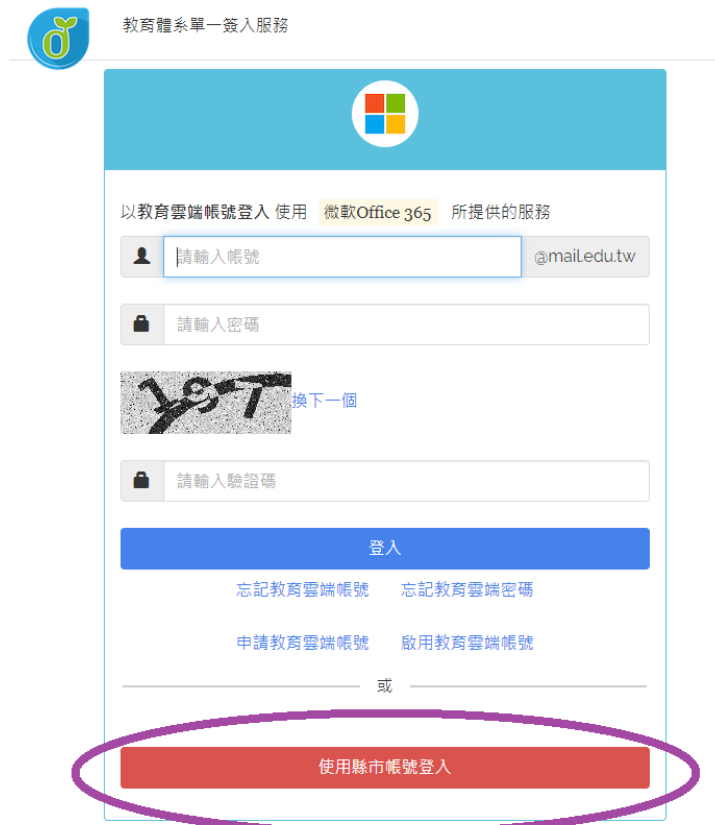 教育體系單一簽入服務
以教育雲端帳號登入 使用 微軟Office 365 所提供的服務
請輸入帳號 @mail.edu.tw
請輸入密碼
197 換下一個
請輸入驗證碼
登入
忘記教育雲端帳號 忘記教育雲端密碼
申請教育雲端帳號 啟用教育雲端帳號
或
使用縣市帳號登入